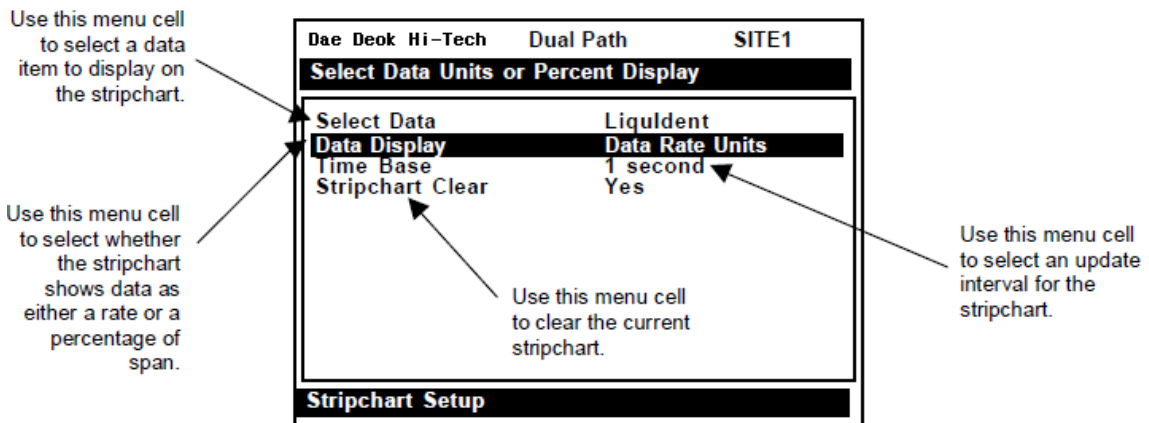 Use this menu cell
to select a data
item to display on
the stripchart.
Dae Deok Hi-Tech Dual Path SITE1
Select Data Units or Percent Display
Select Data LiquIdent
Data Display Data Rate Units
Time Base 1 second
Stripchart Clear Yes
Use this menu cell
to select whether
the stripchart
shows data as
either a rate or a
percentage of
span.
Use this menu cell
to clear the current
stripchart.
Use this menu cell
to select an update
interval for the
stripchart.
Stripchart Setup